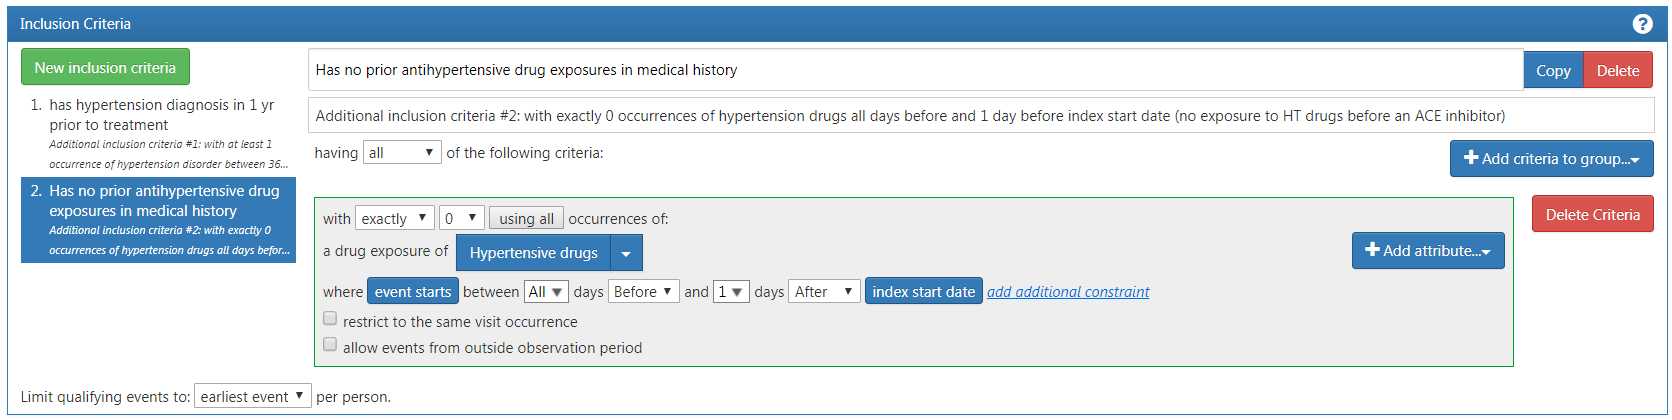 Inclusion Criteria
New inclusion criteria
1. has hypertension diagnosis in 1 yr
prior to treatment
Additional inclusion criteria #1: with at least 1
occurrence of hypertension disorder between 36...
2. Has no prior antihypertensive drug
exposures in medical history
Additional inclusion criteria #2: with exactly 0
occurrences of hypertension drugs all days befor...
Has no prior antihypertensive drug exposures in medical history
Copy Delete
Additional inclusion criteria #2: with exactly 0 occurrences of hypertension drugs all days before and 1 day before index start date (no exposure to HT drugs before an ACE inhibitor)
having all of the following criteria:
Add criteria to group...
with exactly 0 using all occurrences of:
Delete Criteria
a drug exposure of Hypertensive drugs
Add attribute...
where event starts between All days Before and 1 days After index start date add additional constraint
restrict to the same visit occurrence
allow events from outside observation period
Limit qualifying events to: earliest event per person.